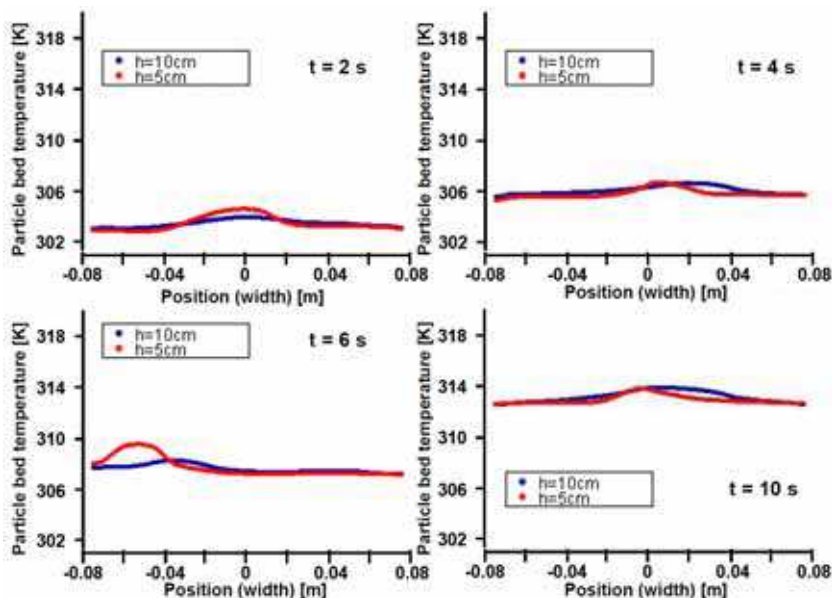 Particle bed temperature [K]
318
314
310
306
302
h=10cm
h=5cm
t = 2 s
-0.08
-0.04
0
0.04
0.08
Position (width) [m]
Particle bed temperature [K]
318
314
310
306
302
h=10cm
h=5cm
t = 4 s
-0.08
-0.04
0
0.04
0.08
Position (width) [m]
Particle bed temperature [K]
318
314
310
306
302
h=10cm
h=5cm
t = 6 s
-0.08
-0.04
0
0.04
0.08
Position (width) [m]
Particle bed temperature [K]
318
314
310
306
302
h=10cm
h=5cm
t = 10 s
-0.08
-0.04
0
0.04
0.08
Position (width) [m]